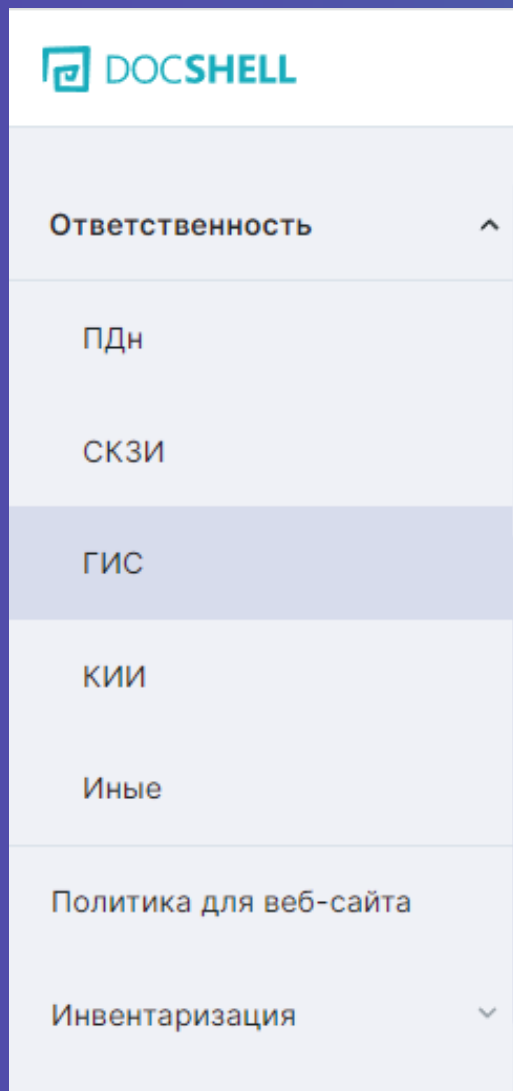 DOCSHELL
Ответственность
ПДн
СКЗИ
ГИС
КИИ
Иные
Политика для веб-сайта
Инвентаризация